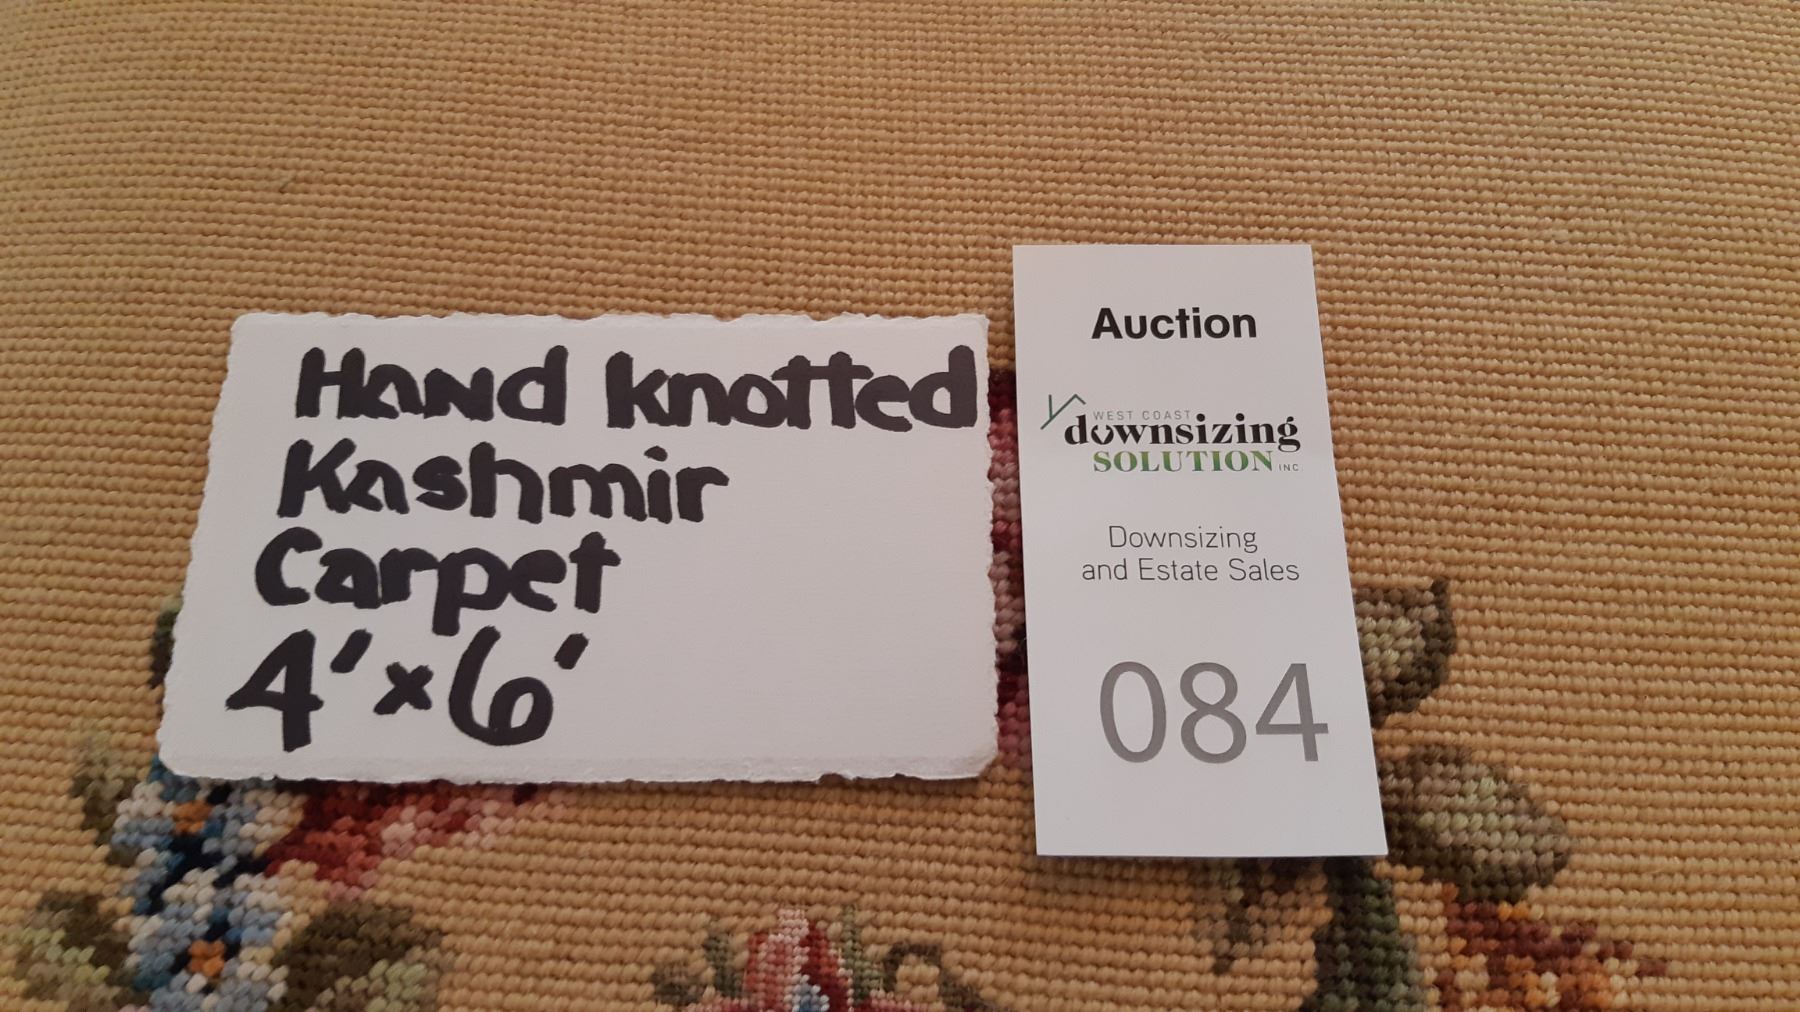 Hand knotted
Kashmir
Carpet
4' x 6'
Auction
WEST COAST
downsizing
SOLUTION INC
Downsizing
and Estate Sales
084